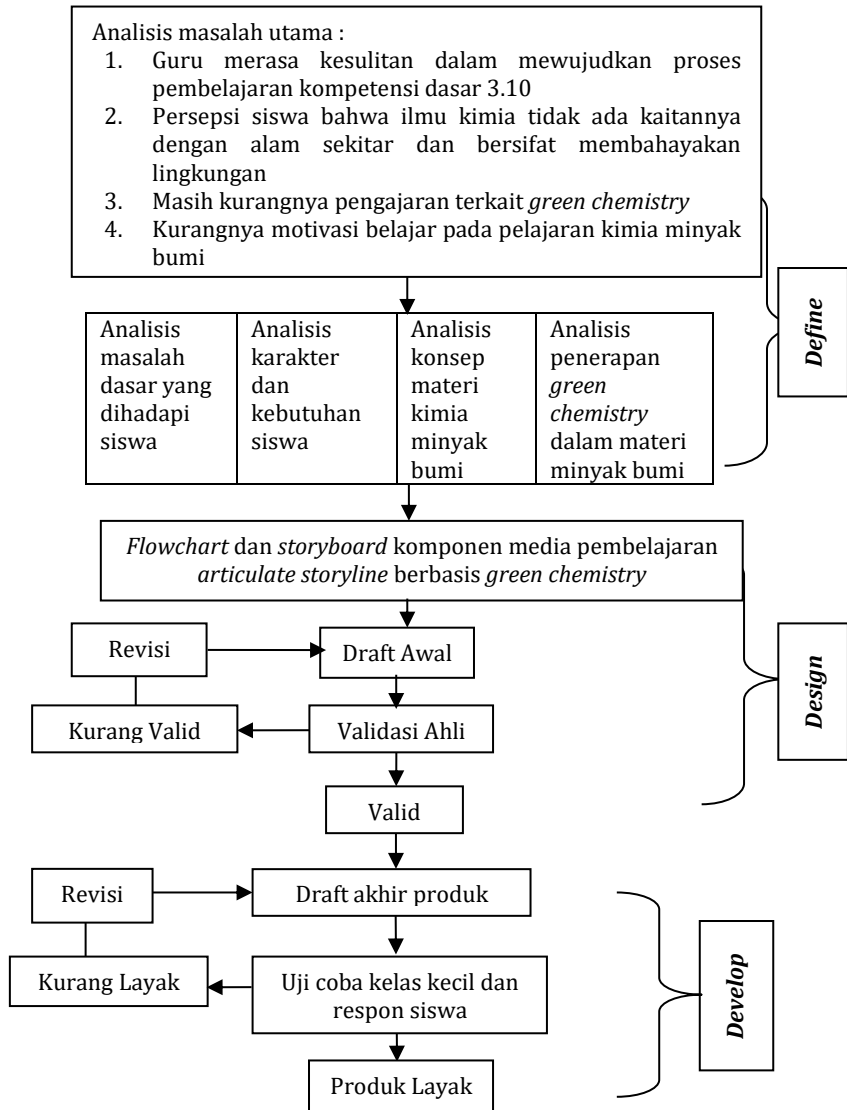 Analisis masalah utama :
1. Guru merasa kesulitan dalam mewujudkan proses
pembelajaran kompetensi dasar 3.10
2. Persepsi siswa bahwa ilmu kimia tidak ada kaitannya
dengan alam sekitar dan bersifat membahayakan
lingkungan
3. Masih kurangnya pengajaran terkait green chemistry
4. Kurangnya motivasi belajar pada pelajaran kimia minyak
bumi
Define
Analisis
masalah
dasar yang
dihadapi
siswa
Analisis
karakter
dan
kebutuhan
siswa
Analisis
konsep
materi
kimia
minyak
bumi
Analisis
penerapan
green
chemistry
dalam materi
minyak bumi
Flowchart dan storyboard komponen media pembelajaran
articulate storyline berbasis green chemistry
Design
Revisi
Draft Awal
Kurang Valid
Validasi Ahli
Valid
Revisi
Draft akhir produk
Kurang Layak
Uji coba kelas kecil dan
respon siswa
Develop
Produk Layak